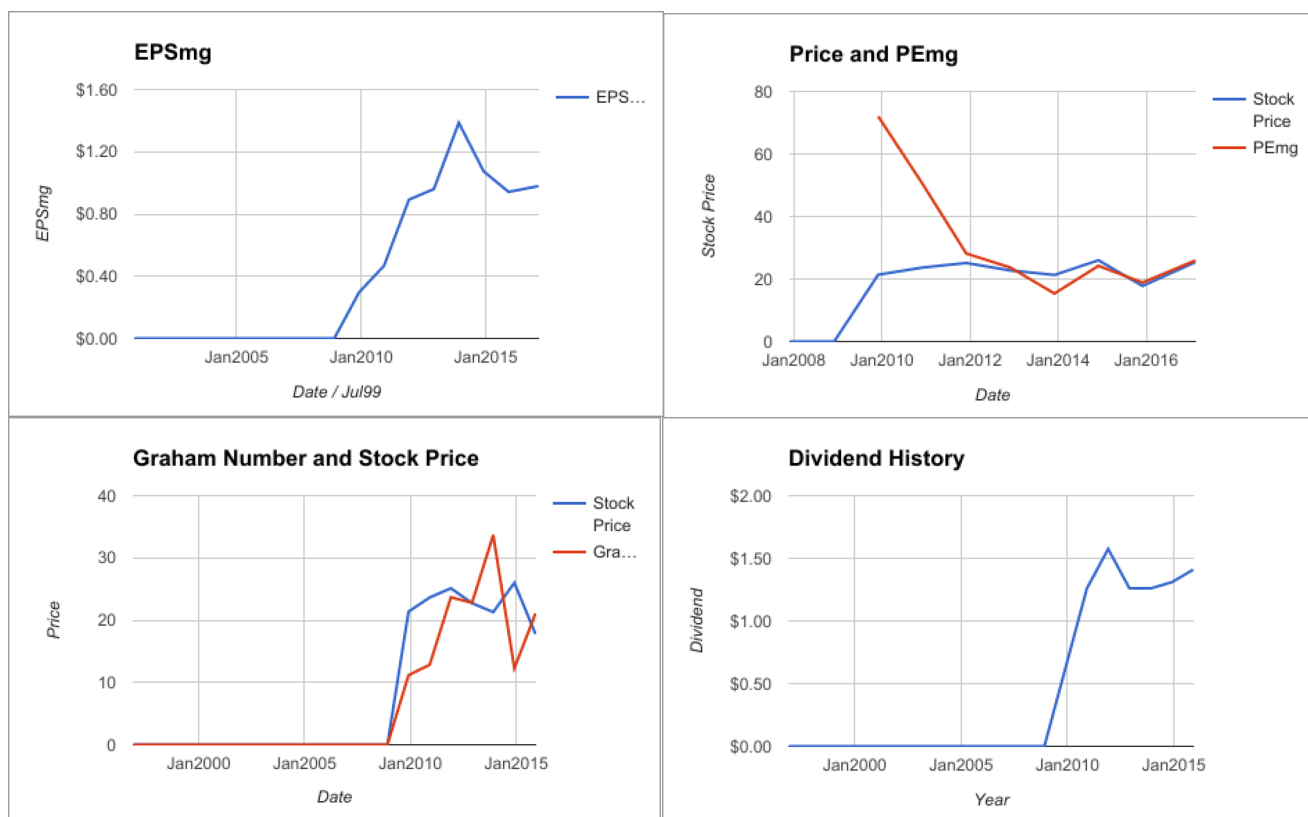 EPSmg
$1.60
$1.20
$0.80
$0.40
$0.00
EPSmg
Jan2005
Jan2010
Jan2015
Date / Jul99
EPS…
Price and PEmg
80
60
40
20
0
Stock Price
Jan2008
Jan2010
Jan2012
Jan2014
Jan2016
Date
Stock
Price
PEmg
Graham Number and Stock Price
40
30
20
10
0
Price
Jan2000
Jan2005
Jan2010
Jan2015
Date
Stock
Price
Gra…
Dividend History
$2.00
$1.50
$1.00
$0.50
$0.00
Dividend
Jan2000
Jan2005
Jan2010
Jan2015
Year